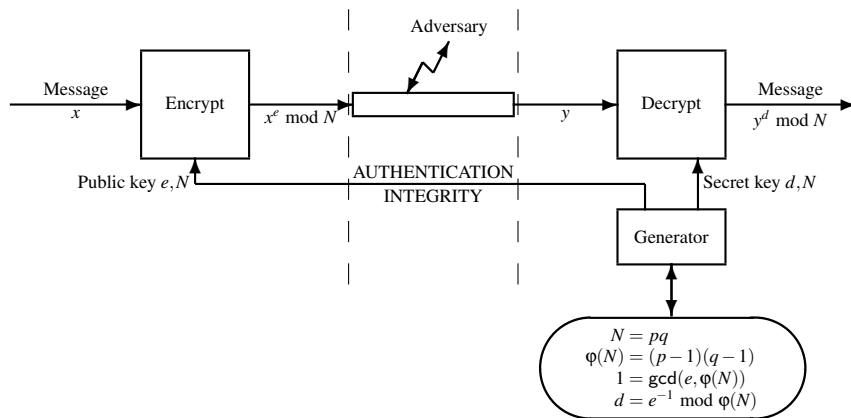 Adversary
Message
x
Encrypt
x^e mod N
y
Decrypt
Message
y^d mod N
Public key e,N
AUTHENTICATION
INTEGRITY
Secret key d,N
Generator
N = pq
φ(N) = (p−1)(q−1)
1 = gcd(e,φ(N))
d = e^−1 mod φ(N)